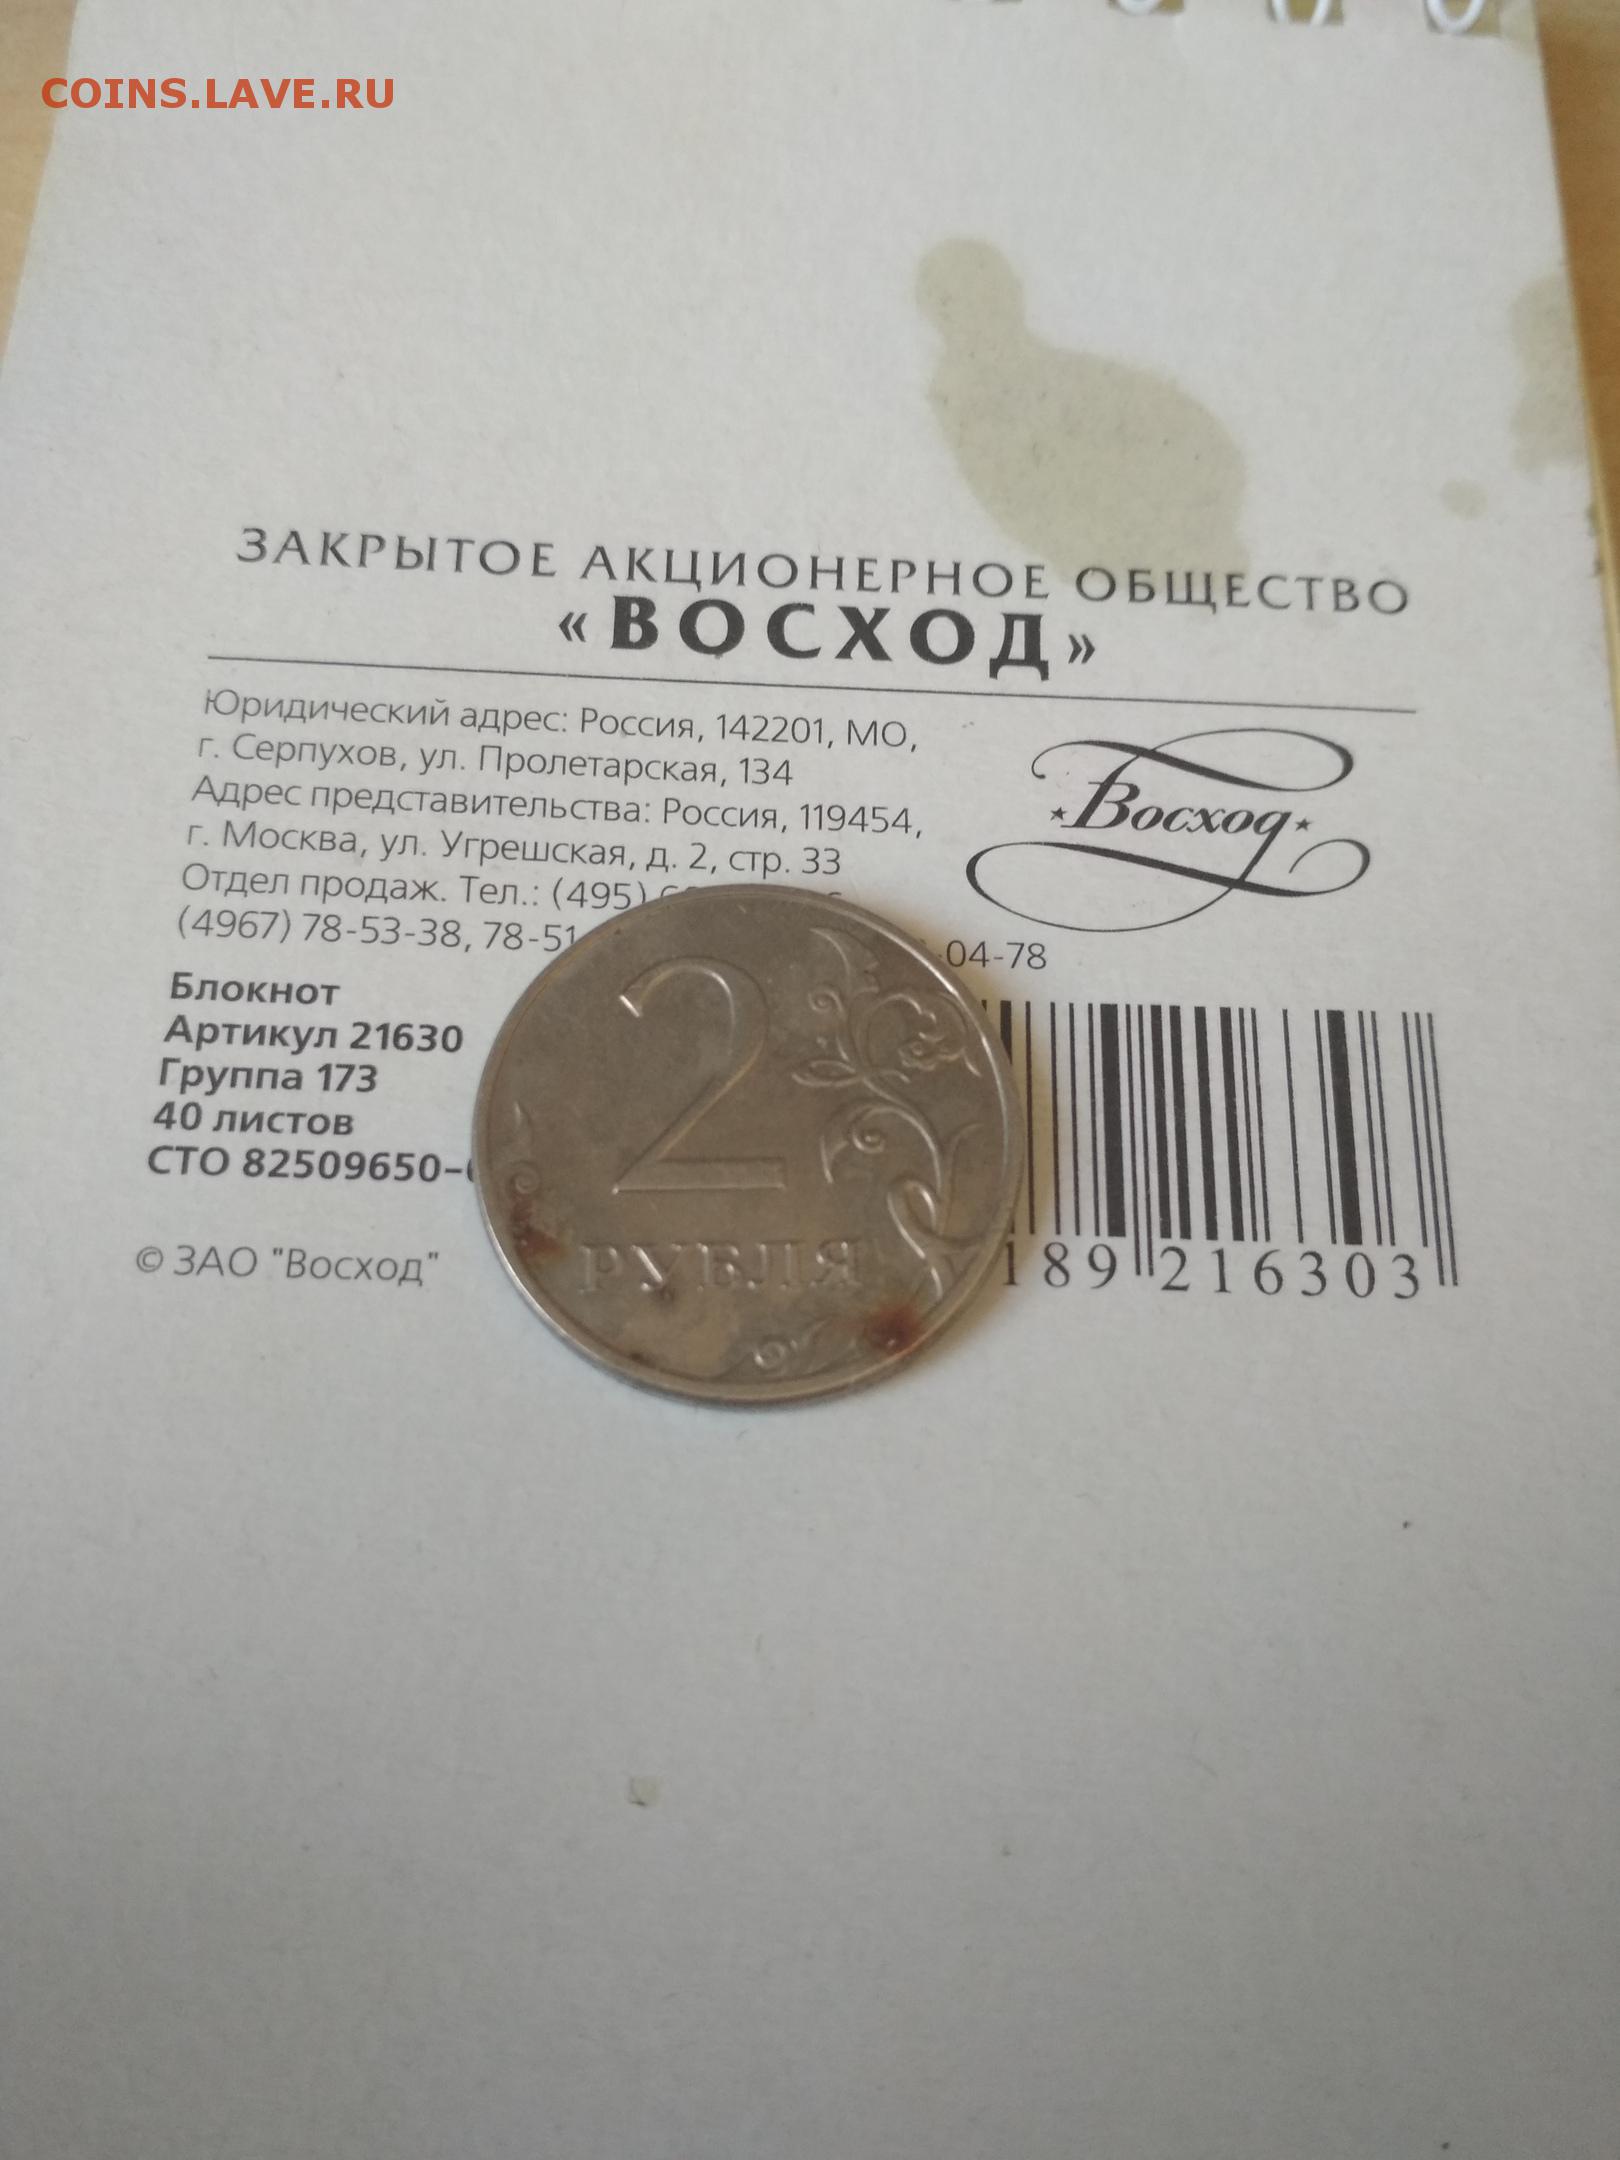 COINS.LAVE.RU
ЗАКРЫТОЕ АКЦИОНЕРНОЕ ОБЩЕСТВО
«ВОСХОД»
Юридический адрес: Россия, 142201, МО,
г. Серпухов, ул. Пролетарская, 134
Адрес представительства: Россия, 119454,
г. Москва, ул. Угрешская, д. 2, стр. 33
Отдел продаж. Тел.: (495)
(4967) 78-53-38, 78-51
-04-78
Восход
Блокнот
Артикул 21630
Группа 173
40 листов
СТО 82509650–
© ЗАО "Восход"
2
РУБЛЯ
189 216303